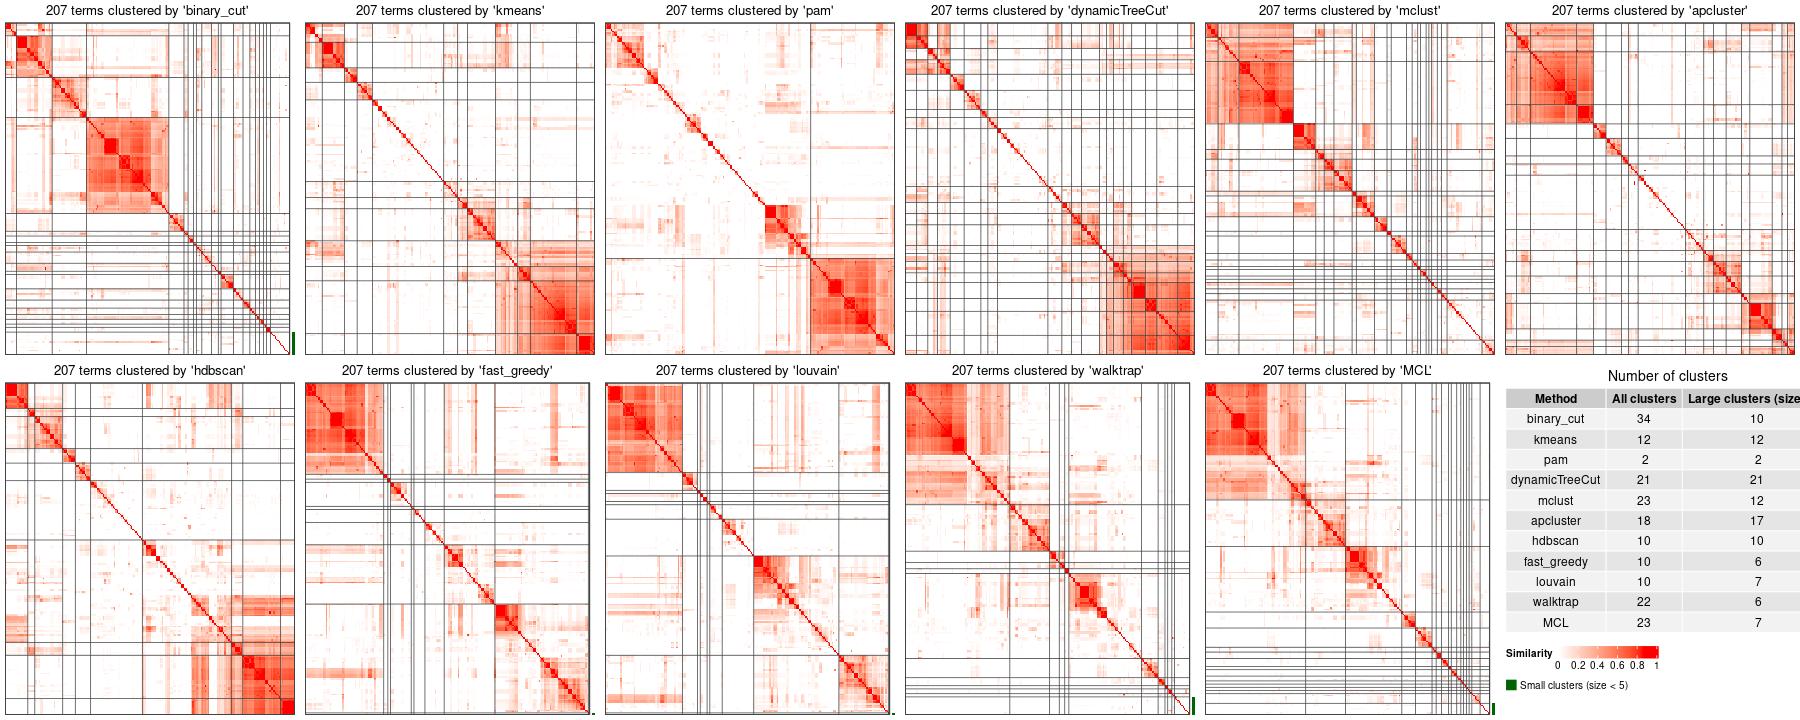 207 terms clustered by 'binary_cut'
207 terms clustered by 'kmeans'
207 terms clustered by 'pam'
207 terms clustered by 'dynamicTreeCut'
207 terms clustered by 'mclust'
207 terms clustered by 'apcluster'
207 terms clustered by 'hdbscan'
207 terms clustered by 'fast_greedy'
207 terms clustered by 'louvain'
207 terms clustered by 'walktrap'
207 terms clustered by 'MCL'
Number of clusters
Method All clusters Large clusters (size
binary_cut 34 10
kmeans 12 12
pam 2 2
dynamicTreeCut 21 21
mclust 23 12
apcluster 18 17
hdbscan 10 10
fast_greedy 10 6
louvain 10 7
walktrap 22 6
MCL 23 7
Similarity
0 0.2 0.4 0.6 0.8 1
Small clusters (size < 5)